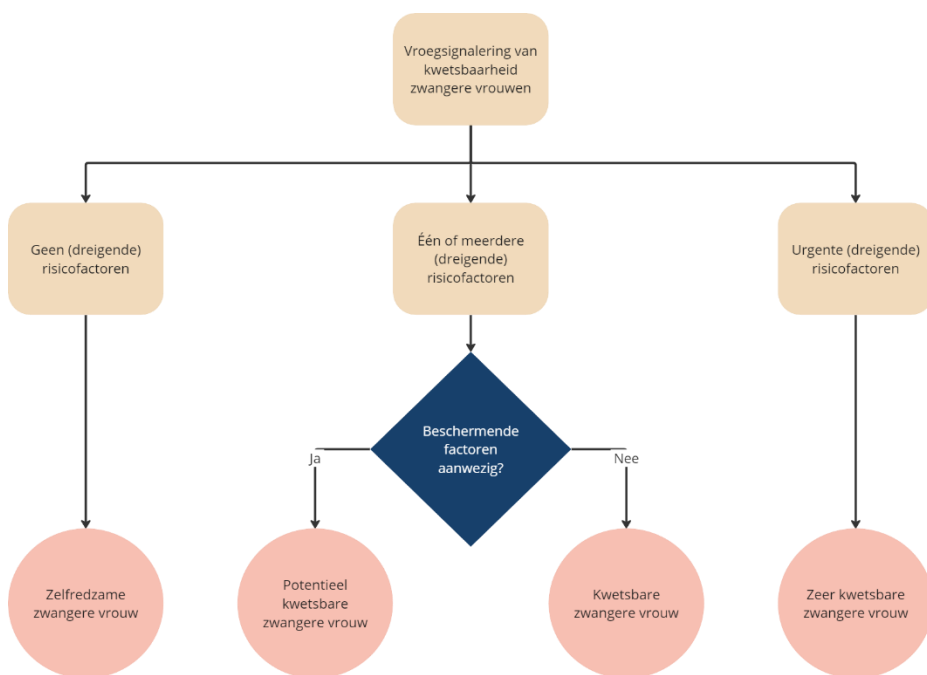 Vroegsignalering van
kwetsbaarheid
zwangere vrouwen
Geen (dreigende)
risicofactoren
Één of meerdere
(dreigende)
risicofactoren
Urgente (dreigende)
risicofactoren
Beschermende
factoren
aanwezig?
Ja
Nee
Zelfredzame
zwangere vrouw
Potentieel
kwetsbare
zwangere vrouw
Kwetsbare
zwangere vrouw
Zeer kwetsbare
zwangere vrouw